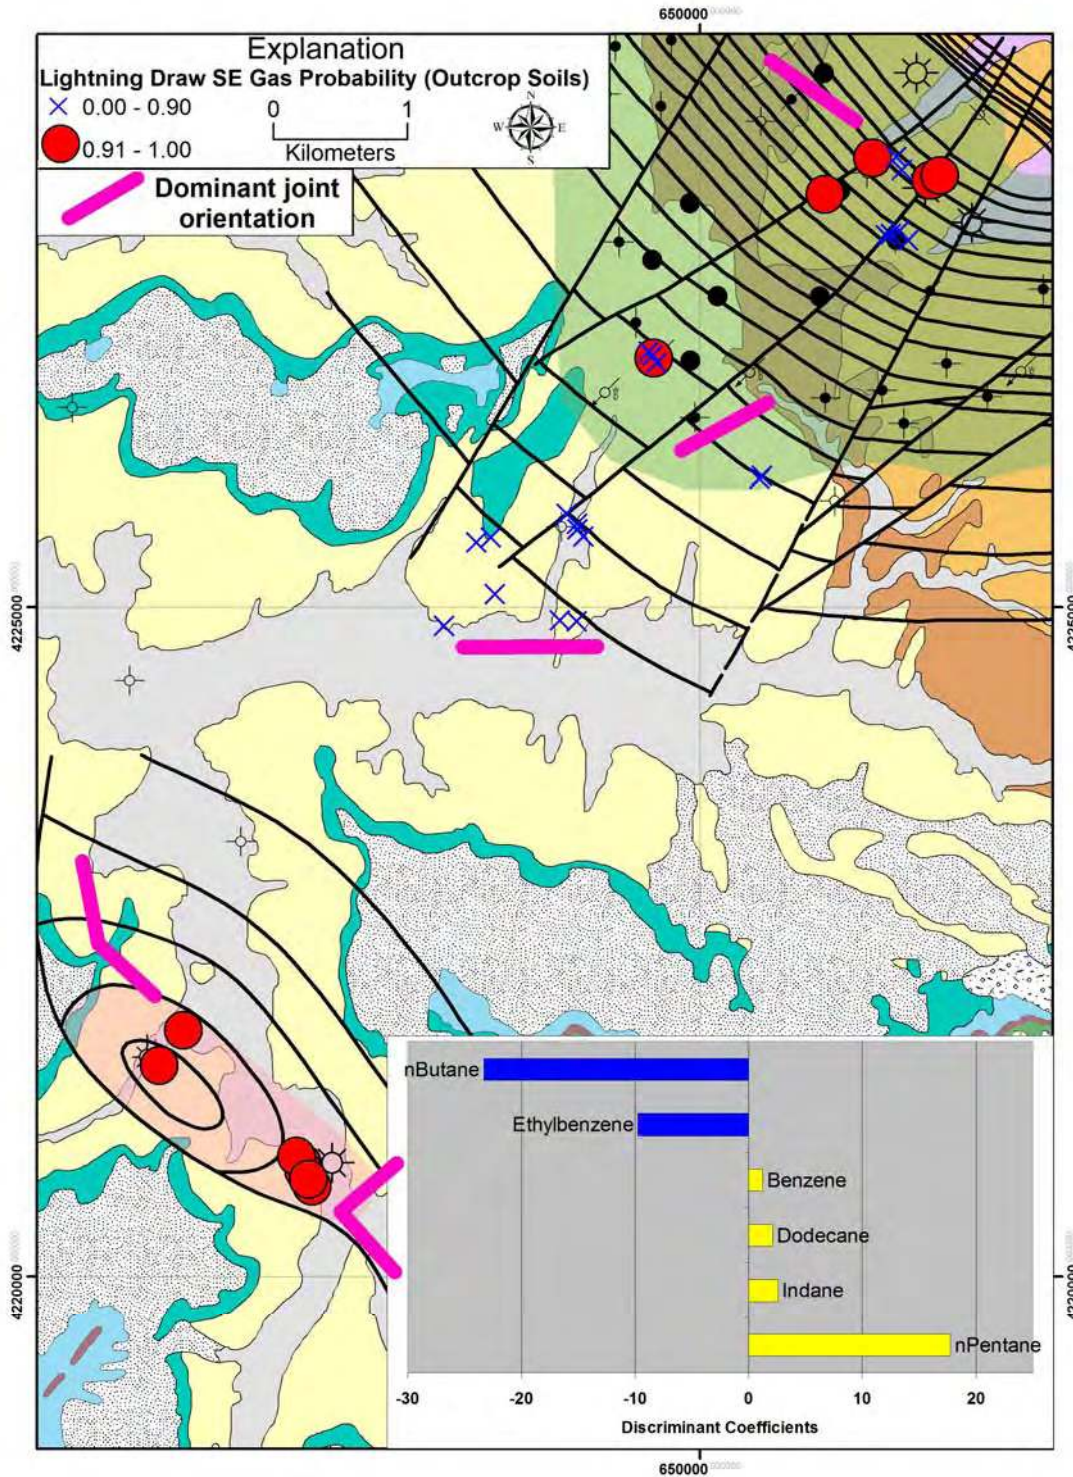 650000
Explanation
Lightning Draw SE Gas Probability (Outcrop Soils)
0.00 - 0.90
0.91 - 1.00
0 1
Kilometers
N
W E
S
Dominant joint
orientation
4225000
4225000
nButane
Ethylbenzene
Benzene
Dodecane
Indane
nPentane
4220000
4220000
-30 -20 -10 0 10 20
Discriminant Coefficients
650000